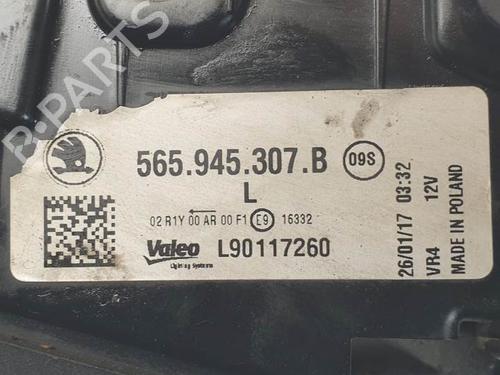 R-PARTS
565.945.307.B 09S
L
02 R1Y 00 AR 00 F1 E9 16332
Valeo L90117260
Lighting Systems
26/01/17 03:32
VR4 12V
MADE IN POLAND